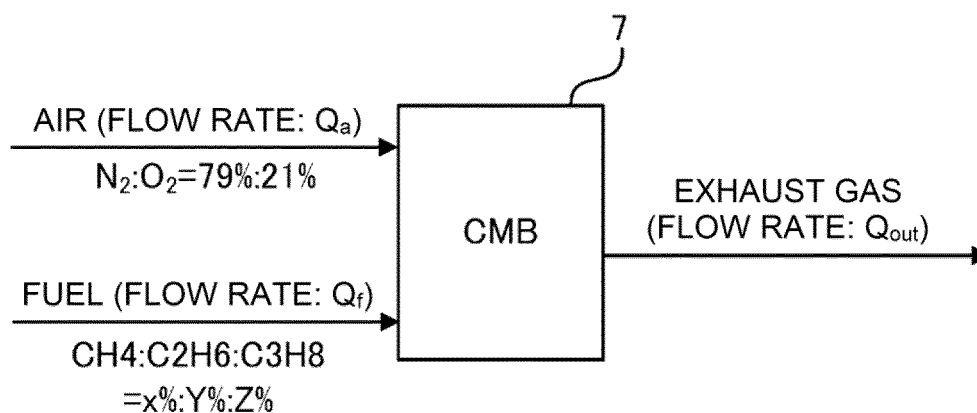 7
AIR (FLOW RATE: Qₐ)
N₂:O₂=79%:21%
CMB
EXHAUST GAS
(FLOW RATE: Qout)
FUEL (FLOW RATE: Qf)
CH4:C2H6:C3H8
=x%:Y%:Z%